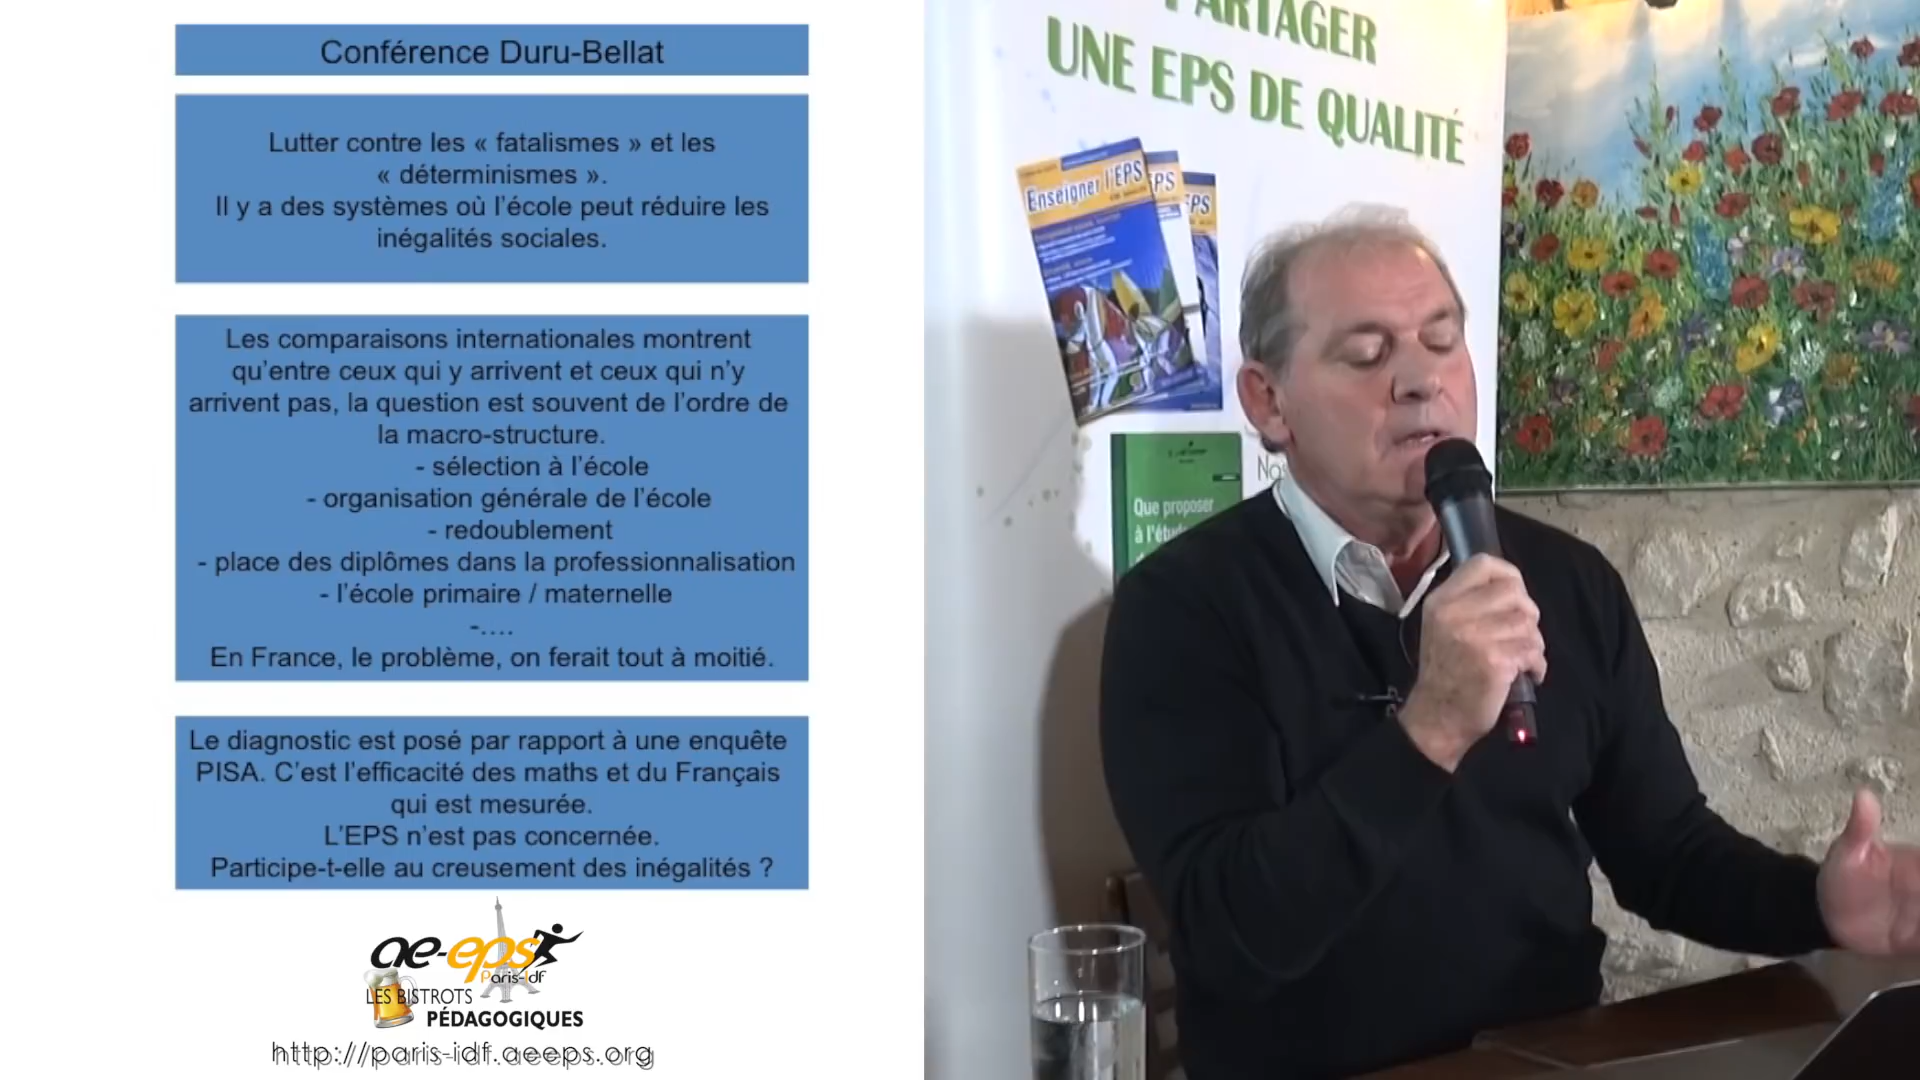 Conférence Duru-Bellat
Lutter contre les « fatalismes » et les
« déterminismes ».
Il y a des systèmes où l’école peut réduire les
inégalités sociales.
Les comparaisons internationales montrent
qu’entre ceux qui y arrivent et ceux qui n’y
arrivent pas, la question est souvent de l’ordre de
la macro-structure.
- sélection à l’école
- organisation générale de l’école
- redoublement
- place des diplômes dans la professionnalisation
- l’école primaire / maternelle
-....
En France, le problème, on ferait tout à moitié.
Le diagnostic est posé par rapport à une enquête
PISA. C’est l’efficacité des maths et du Français
qui est mesurée.
L’EPS n’est pas concernée.
Participe-t-elle au creusement des inégalités ?
ae-eps
Paris-idf
LES BISTROTS
PÉDAGOGIQUES
http://paris-idf.aeeps.org
PARTAGER
UNE EPS DE QUALITÉ
Enseigner l'EPS
EPS
EPS
Que proposer